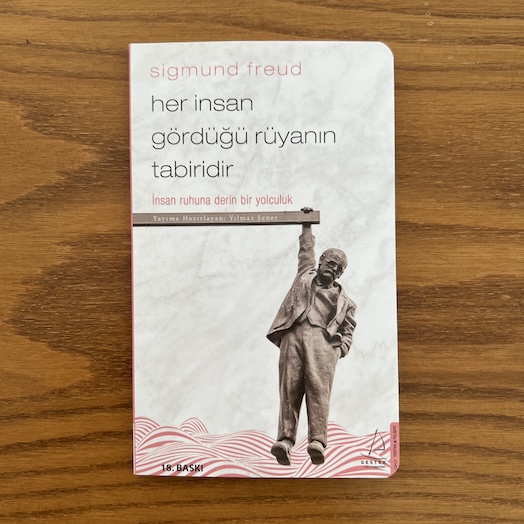 sigmund freud
her insan
gördüğü rüyanın
tabiridir
İnsan ruhuna derin bir yolculuk
Yayıma Hazırlayan: Yılmaz Şener
18. BASKI
DESTEK